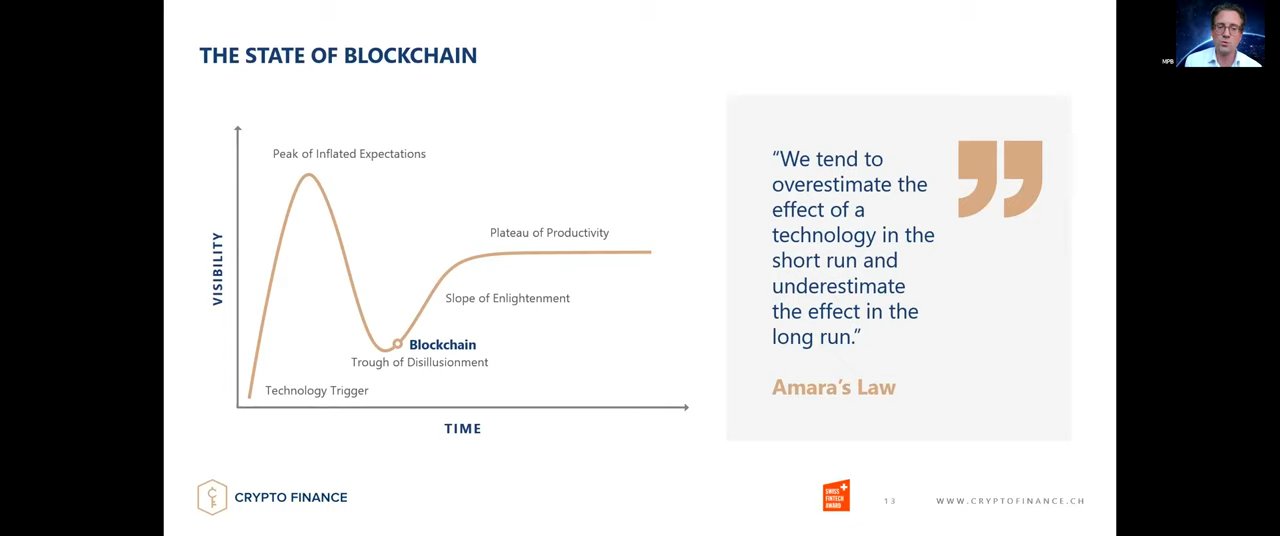 THE STATE OF BLOCKCHAIN
MPB
Peak of Inflated Expectations
Plateau of Productivity
Slope of Enlightenment
Blockchain
Trough of Disillusionment
Technology Trigger
VISIBILITY
TIME
“We tend to
overestimate the
effect of a
technology in the
short run and
underestimate
the effect in the
long run.”
Amara’s Law
CRYPTO FINANCE
SWISS
FINTECH
AWARD
13
WWW.CRYPTOFINANCE.CH